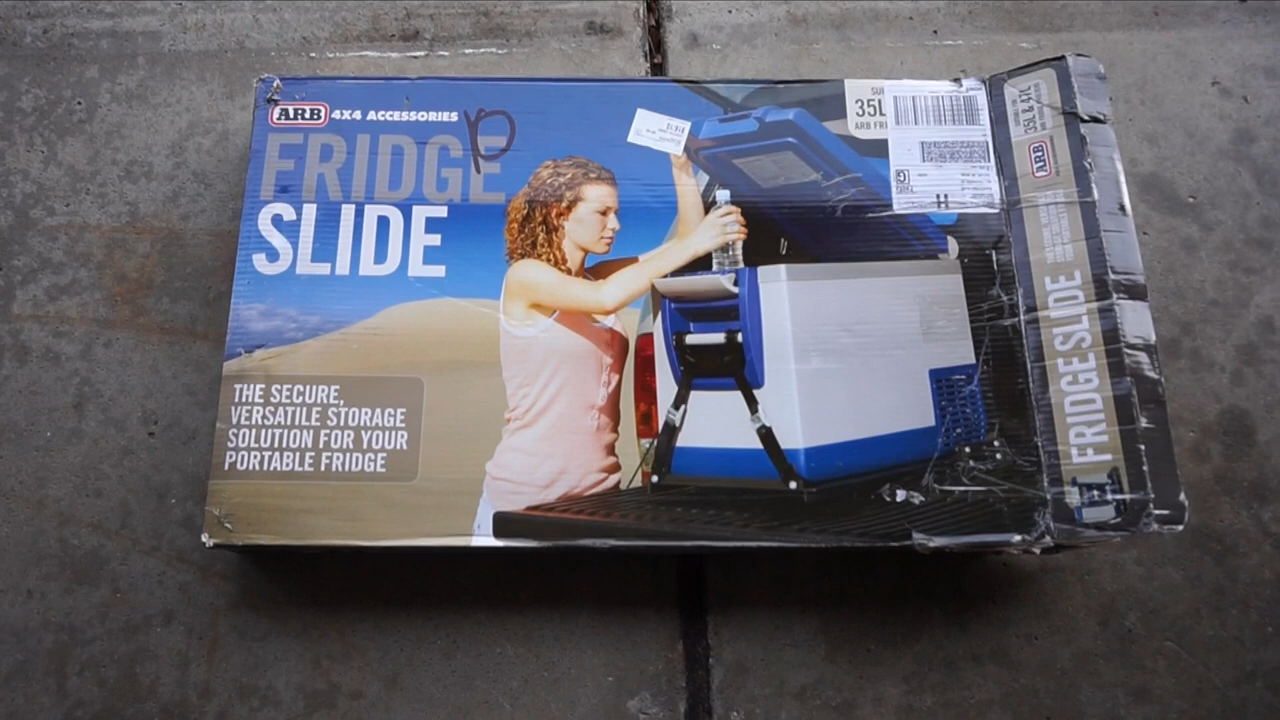 ARB 4X4 ACCESSORIES
p
FRIDGE
SLIDE
THE SECURE,
VERSATILE STORAGE
SOLUTION FOR YOUR
PORTABLE FRIDGE
35L
ARB
H
35L & 47L
ARB
FRIDGE SLIDE